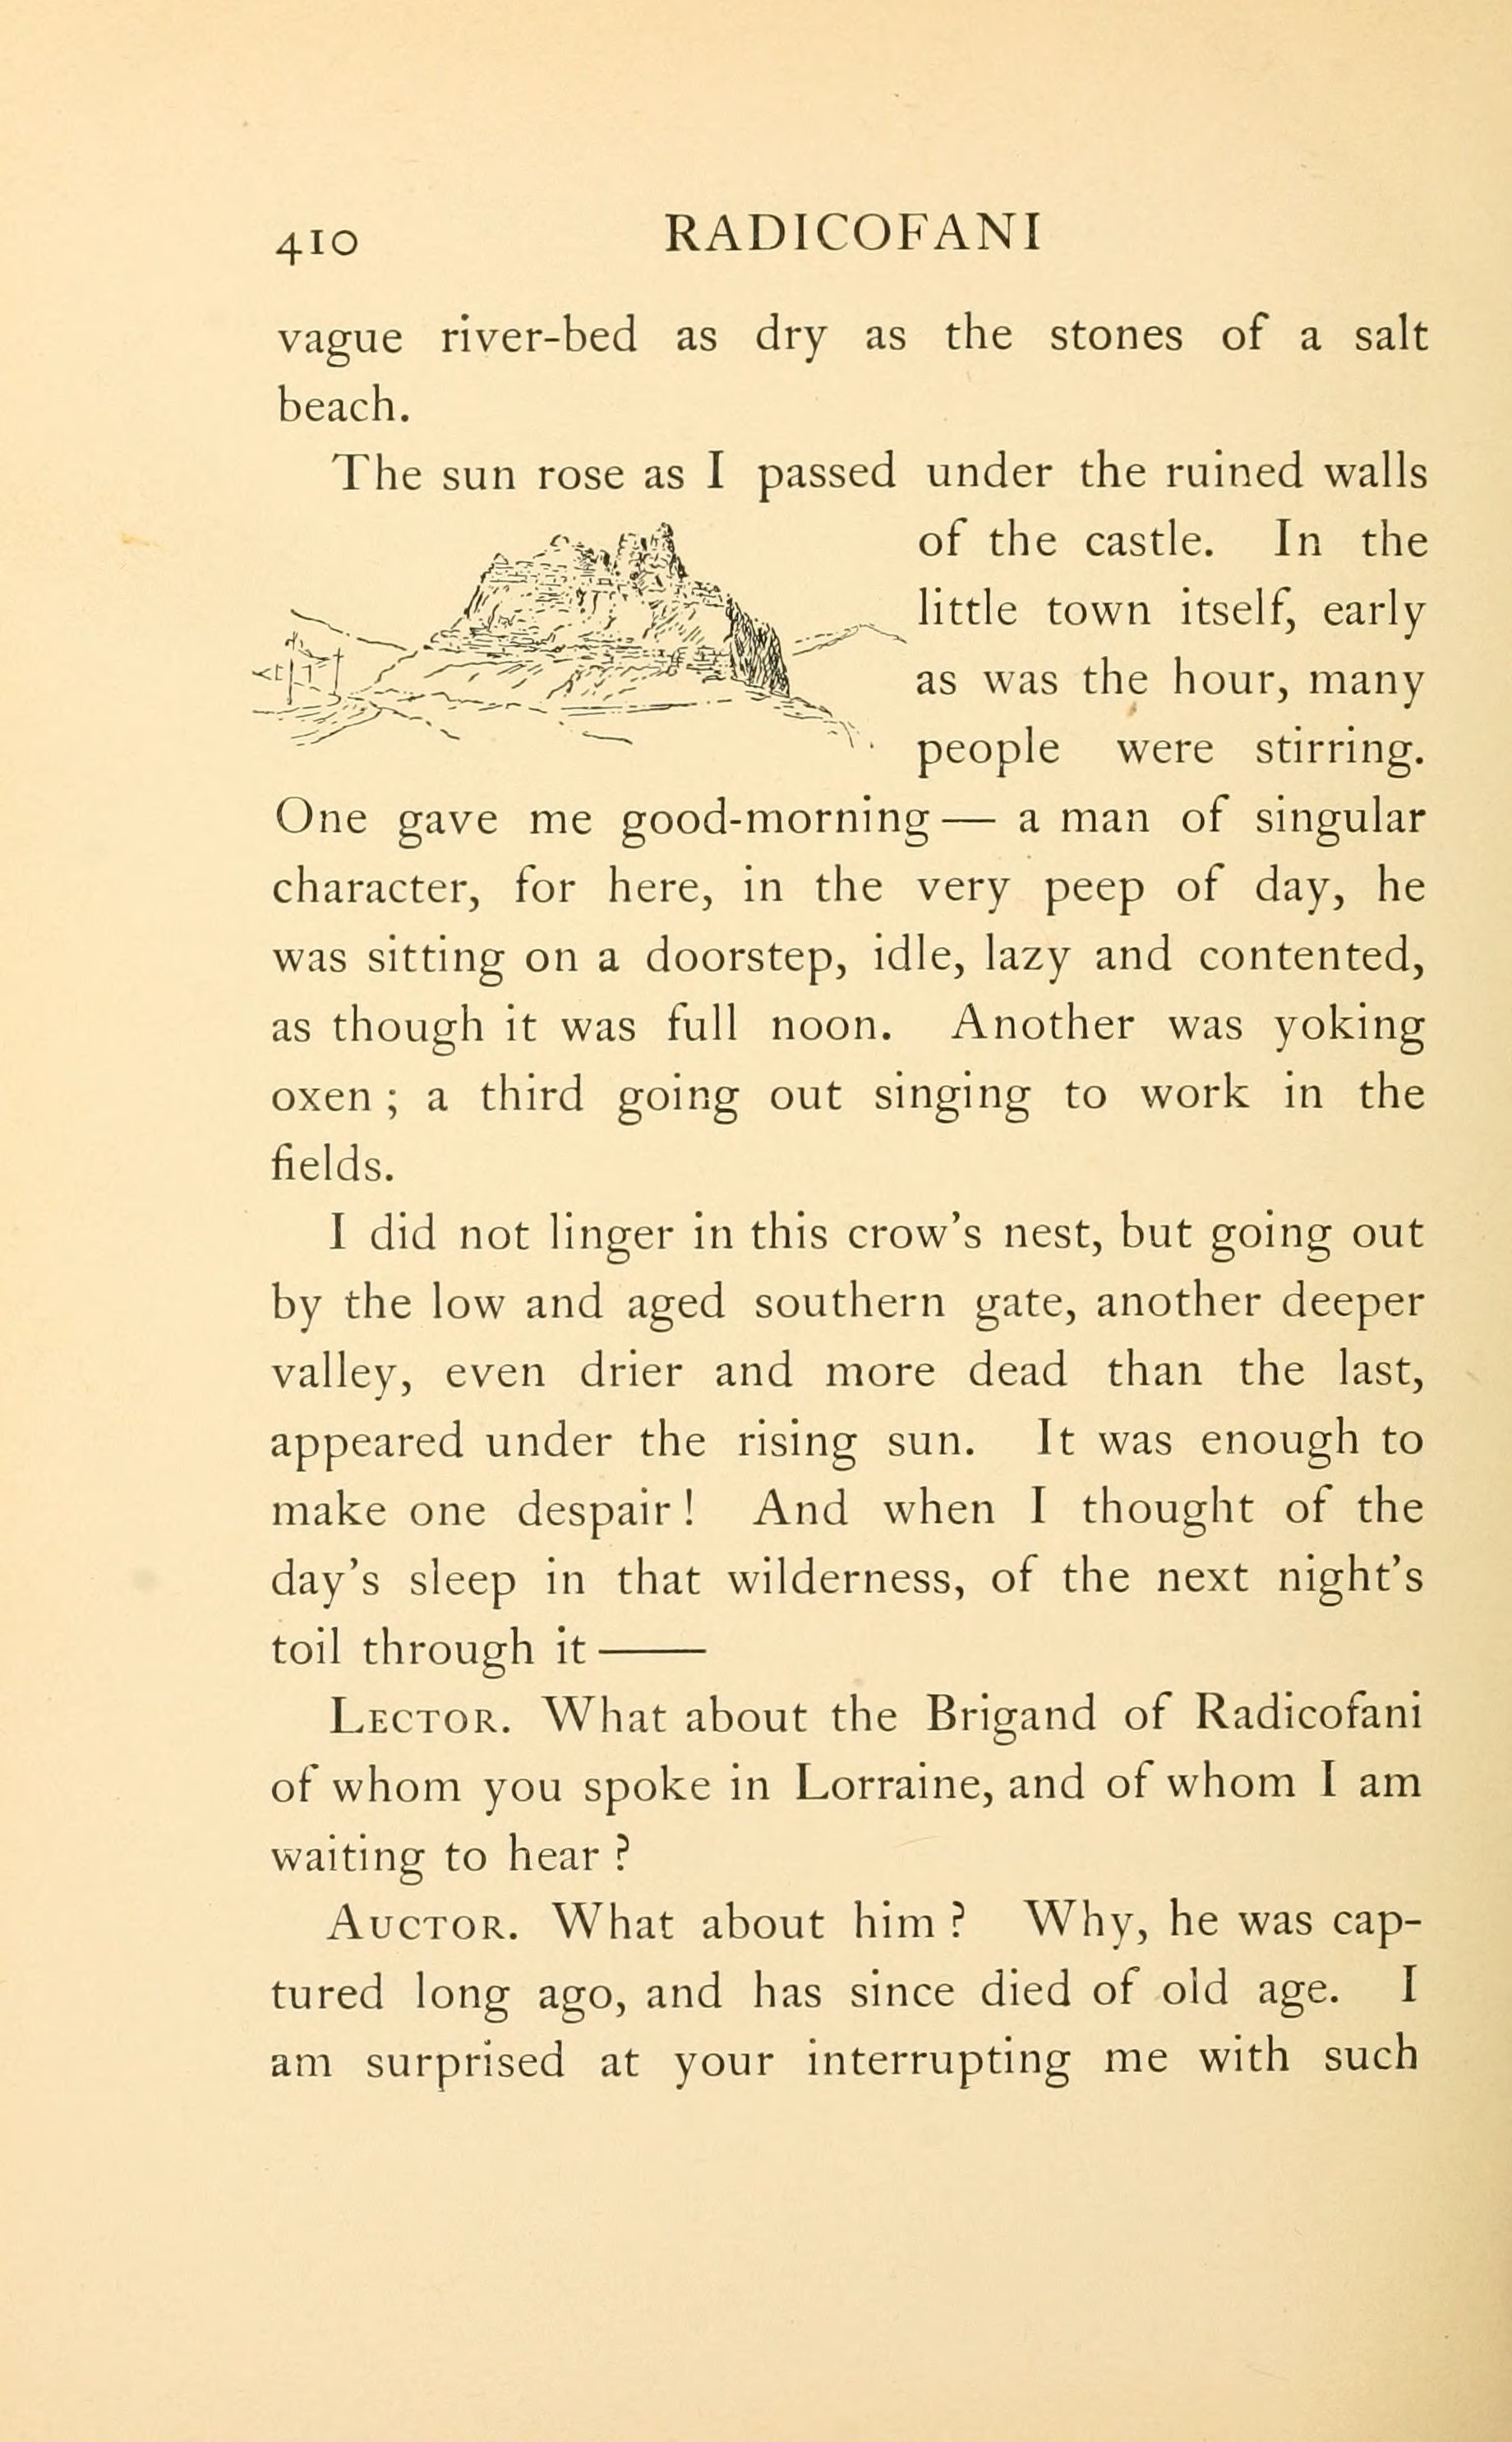 410 RADICOFANI
vague river-bed as dry as the stones of a salt
beach.
The sun rose as I passed under the ruined walls
of the castle. In the
little town itself, early
as was the hour, many
people were stirring.
One gave me good-morning — a man of singular
character, for here, in the very peep of day, he
was sitting on a doorstep, idle, lazy and contented,
as though it was full noon. Another was yoking
oxen ; a third going out singing to work in the
fields.
I did not linger in this crow's nest, but going out
by the low and aged southern gate, another deeper
valley, even drier and more dead than the last,
appeared under the rising sun. It was enough to
make one despair ! And when I thought of the
day's sleep in that wilderness, of the next night's
toil through it ——
LECTOR. What about the Brigand of Radicofani
of whom you spoke in Lorraine, and of whom I am
waiting to hear ?
AUCTOR. What about him ? Why, he was cap-
tured long ago, and has since died of old age. I
am surprised at your interrupting me with such